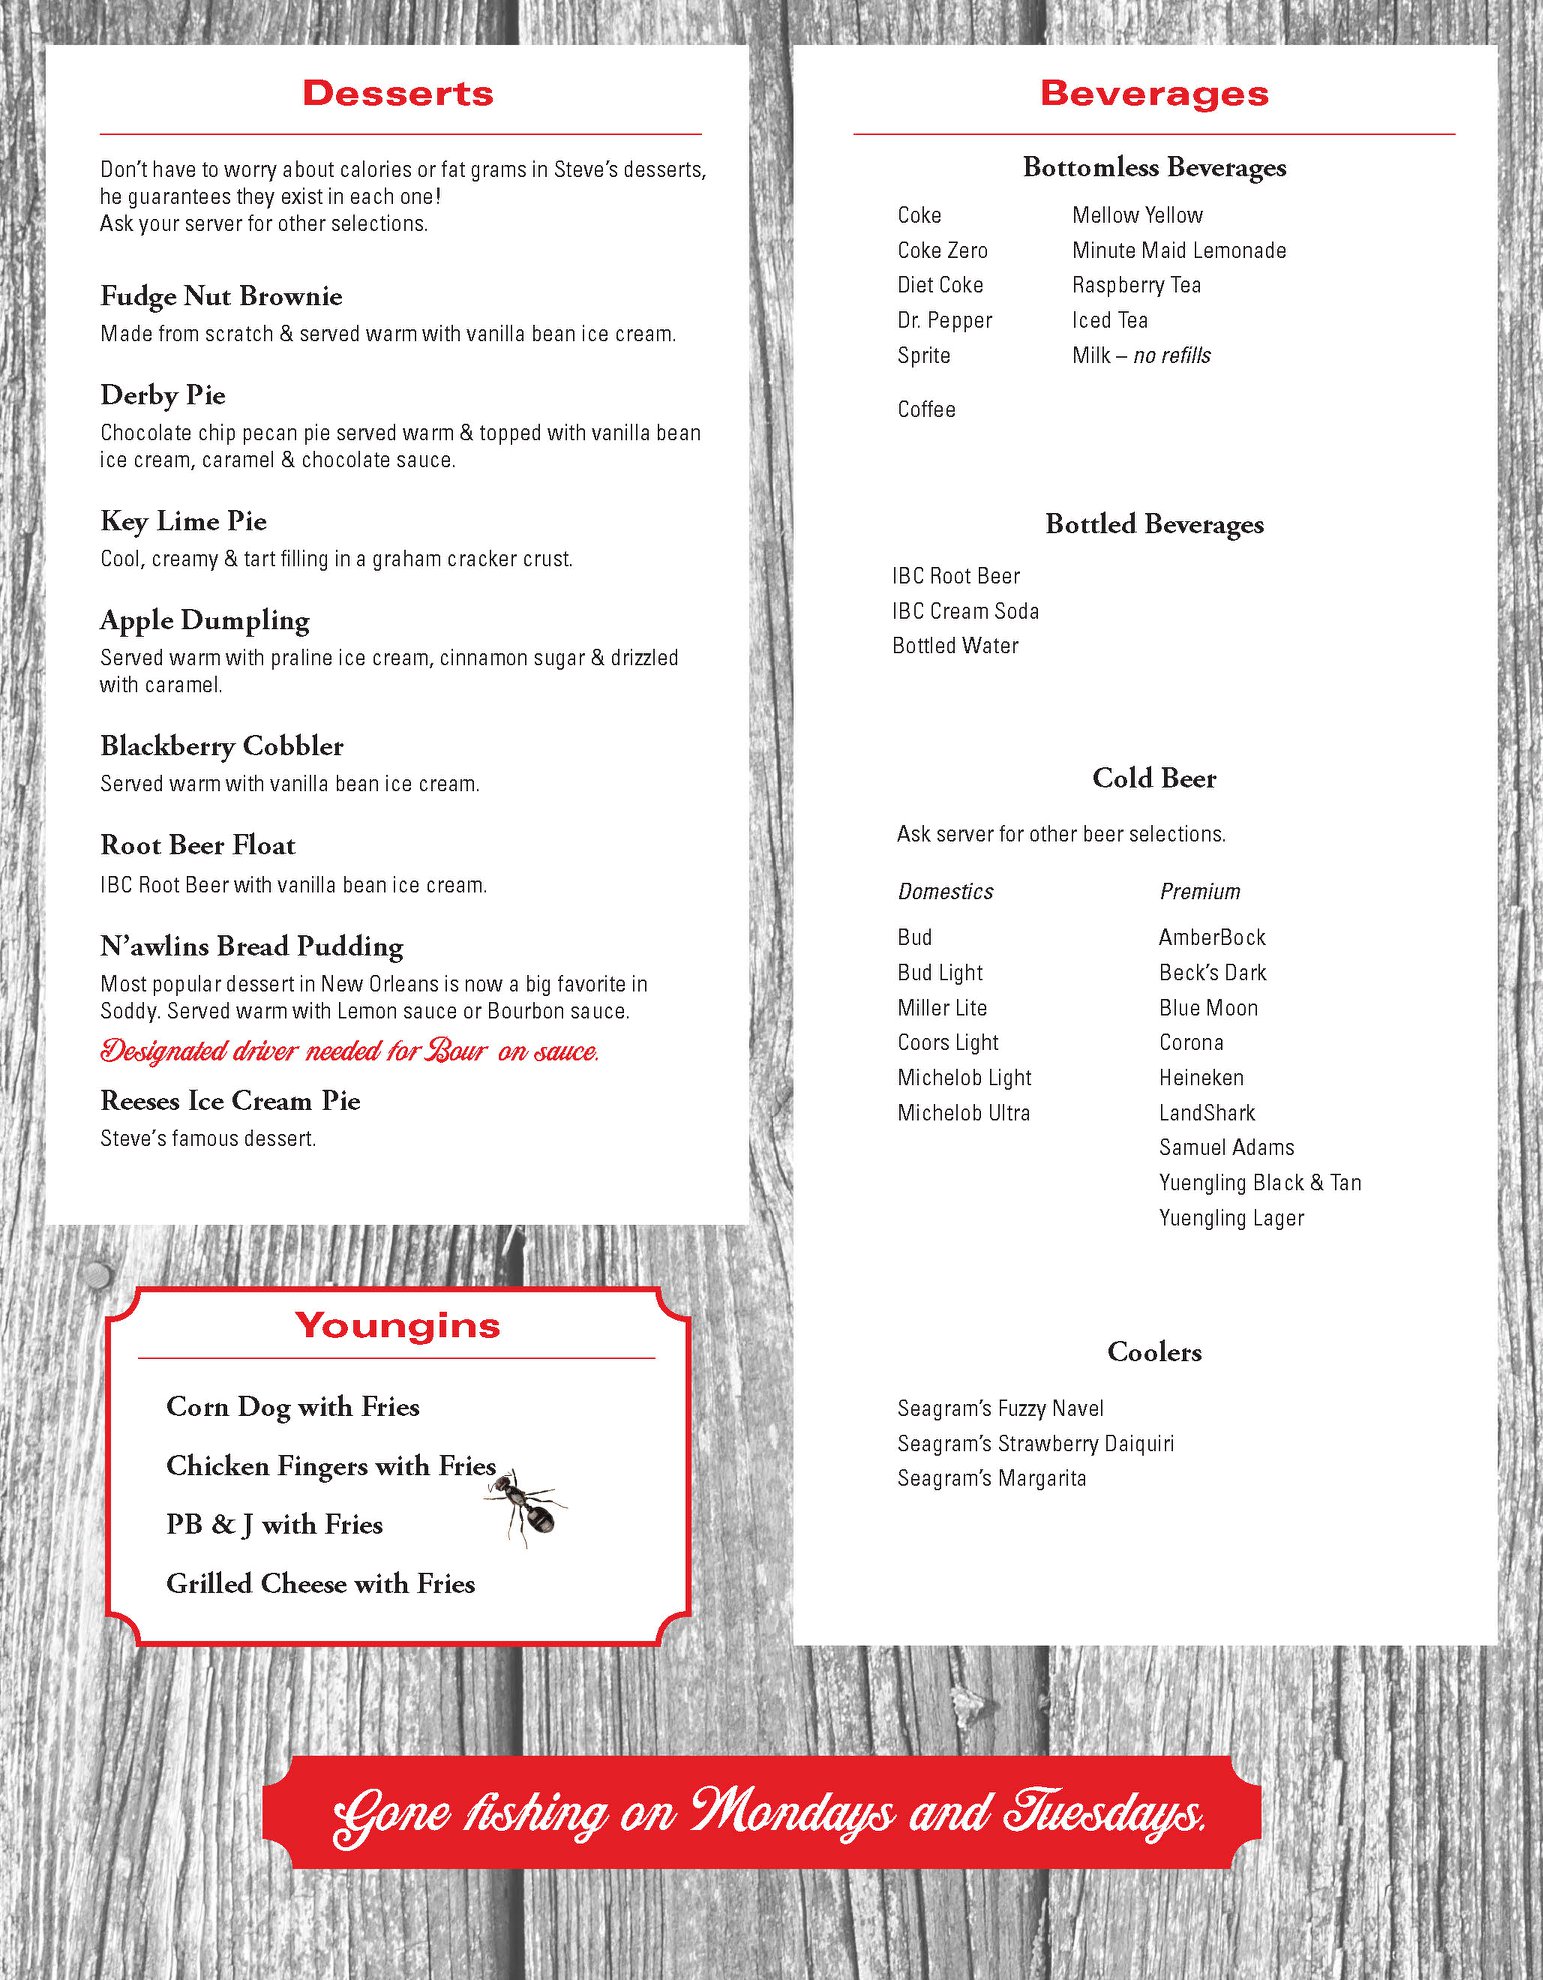 Desserts
Don't have to worry about calories or fat grams in Steve's desserts,
he guarantees they exist in each one!
Ask your server for other selections.
Fudge Nut Brownie
Made from scratch & served warm with vanilla bean ice cream.
Derby Pie
Chocolate chip pecan pie served warm & topped with vanilla bean
ice cream, caramel & chocolate sauce.
Key Lime Pie
Cool, creamy & tart filling in a graham cracker crust.
Apple Dumpling
Served warm with praline ice cream, cinnamon sugar & drizzled
with caramel.
Blackberry Cobbler
Served warm with vanilla bean ice cream.
Root Beer Float
IBC Root Beer with vanilla bean ice cream.
N'awlins Bread Pudding
Most popular dessert in New Orleans is now a big favorite in
Soddy. Served warm with Lemon sauce or Bourbon sauce.
Designated driver needed for Bour on sauce.
Reeses Ice Cream Pie
Steve's famous dessert.
Youngins
Corn Dog with Fries
Chicken Fingers with Fries
PB & J with Fries
Grilled Cheese with Fries
Beverages
Bottomless Beverages
Coke
Coke Zero
Diet Coke
Dr. Pepper
Sprite
Coffee
Mellow Yellow
Minute Maid Lemonade
Raspberry Tea
Iced Tea
Milk – no refills
Bottled Beverages
IBC Root Beer
IBC Cream Soda
Bottled Water
Cold Beer
Ask server for other beer selections.
Domestics
Bud
Bud Light
Miller Lite
Coors Light
Michelob Light
Michelob Ultra
Premium
AmberBock
Beck's Dark
Blue Moon
Corona
Heineken
LandShark
Samuel Adams
Yuengling Black & Tan
Yuengling Lager
Coolers
Seagram's Fuzzy Navel
Seagram's Strawberry Daiquiri
Seagram's Margarita
Gone fishing on Mondays and Tuesdays.